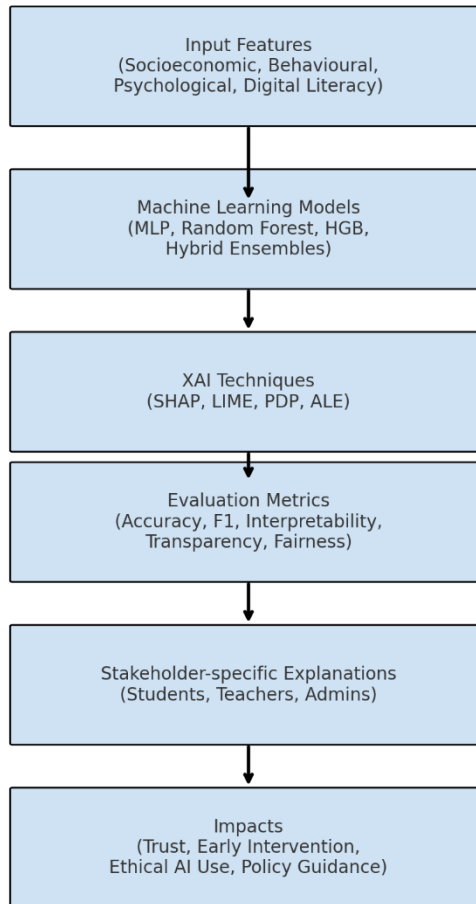 Input Features
(Socioeconomic, Behavioural,
Psychological, Digital Literacy)
Machine Learning Models
(MLP, Random Forest, HGB,
Hybrid Ensembles)
XAI Techniques
(SHAP, LIME, PDP, ALE)
Evaluation Metrics
(Accuracy, F1, Interpretability,
Transparency, Fairness)
Stakeholder-specific Explanations
(Students, Teachers, Admins)
Impacts
(Trust, Early Intervention,
Ethical AI Use, Policy Guidance)